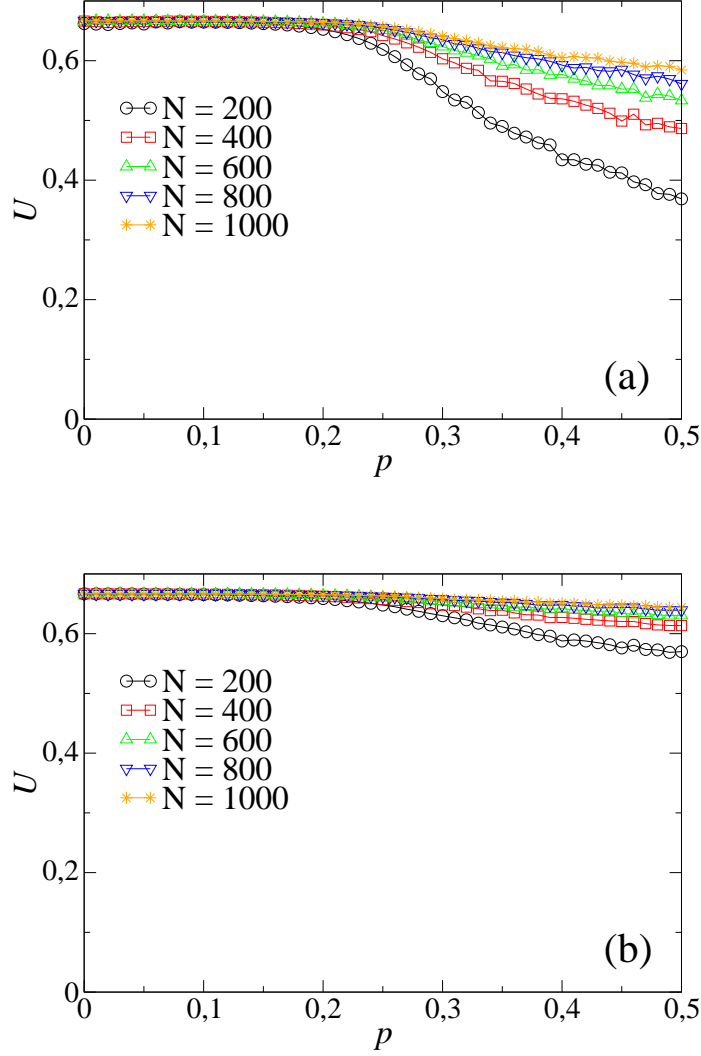 0,6
0,4
0,2
0
U
N = 200
N = 400
N = 600
N = 800
N = 1000
(a)
0 0,1 0,2 0,3 0,4 0,5
p
0,6
0,4
0,2
0
U
N = 200
N = 400
N = 600
N = 800
N = 1000
(b)
0 0,1 0,2 0,3 0,4 0,5
p